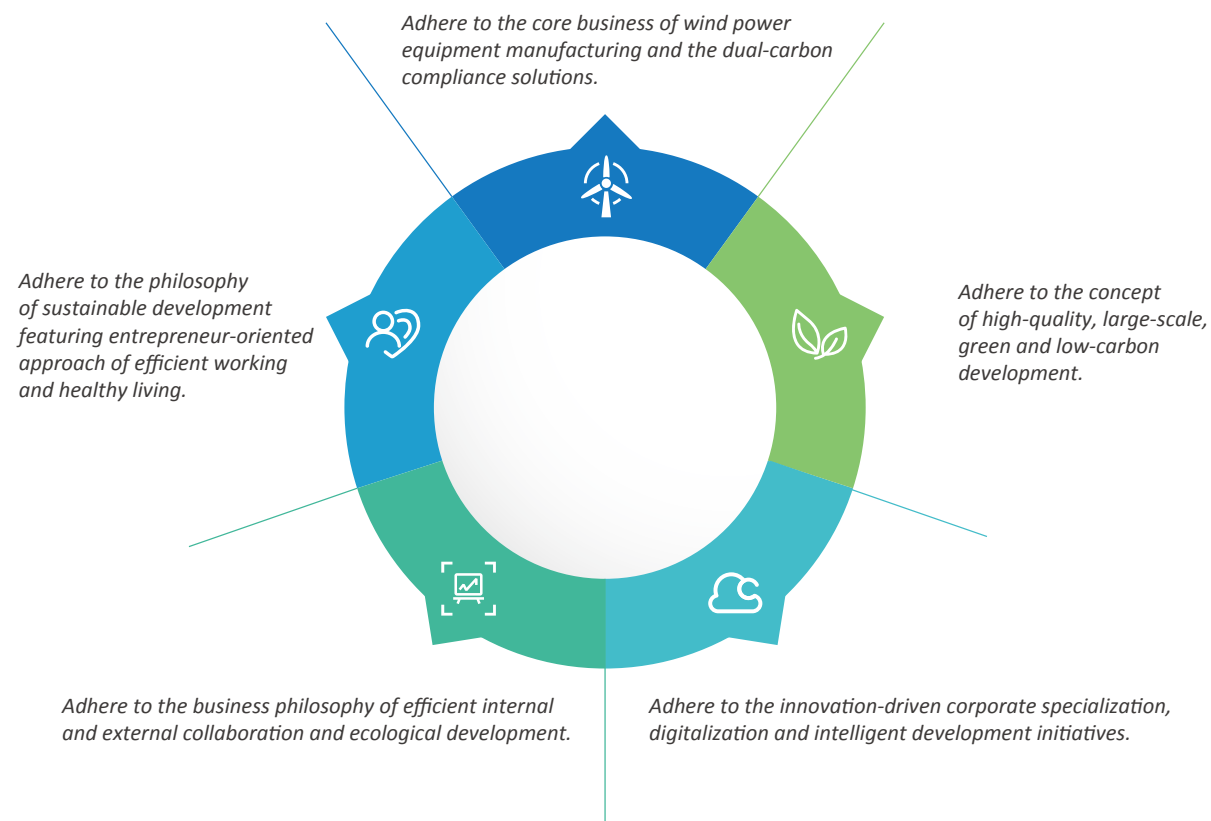 Adhere to the core business of wind power
equipment manufacturing and the dual-carbon
compliance solutions.
Adhere to the philosophy
of sustainable development
featuring entrepreneur-oriented
approach of efficient working
and healthy living.
Adhere to the concept
of high-quality, large-scale,
green and low-carbon
development.
Adhere to the business philosophy of efficient internal
and external collaboration and ecological development.
Adhere to the innovation-driven corporate specialization,
digitalization and intelligent development initiatives.